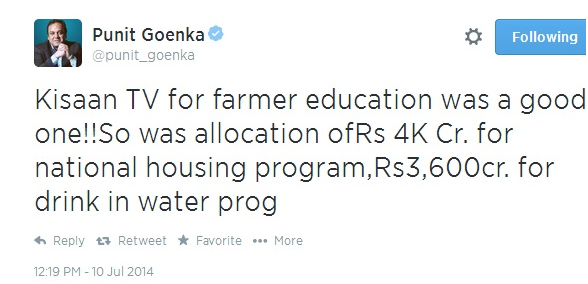 Punit Goenka
@punit_goenka
Following
Kisaan TV for farmer education was a good
one!!So was allocation ofRs 4K Cr. for
national housing program,Rs3,600cr. for
drink in water prog
Reply Retweet Favorite More
12:19 PM - 10 Jul 2014